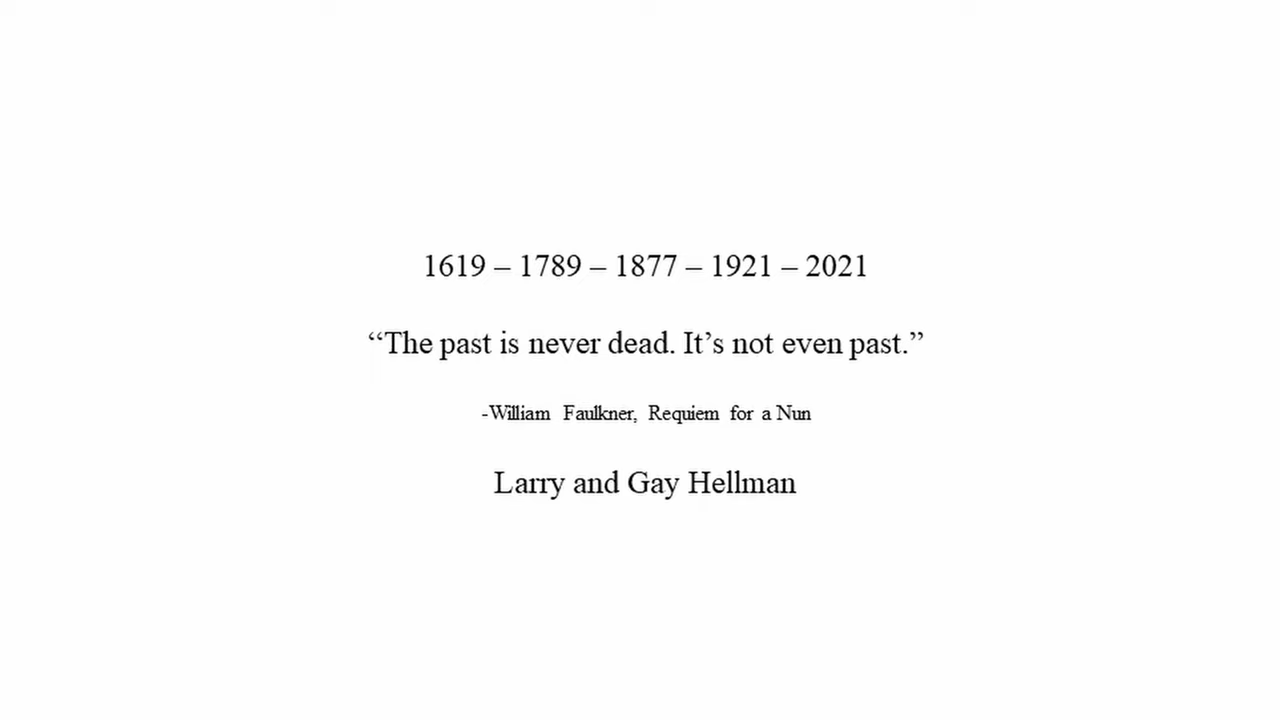 1619 – 1789 – 1877 – 1921 – 2021
“The past is never dead. It’s not even past.”
-William Faulkner, Requiem for a Nun
Larry and Gay Hellman